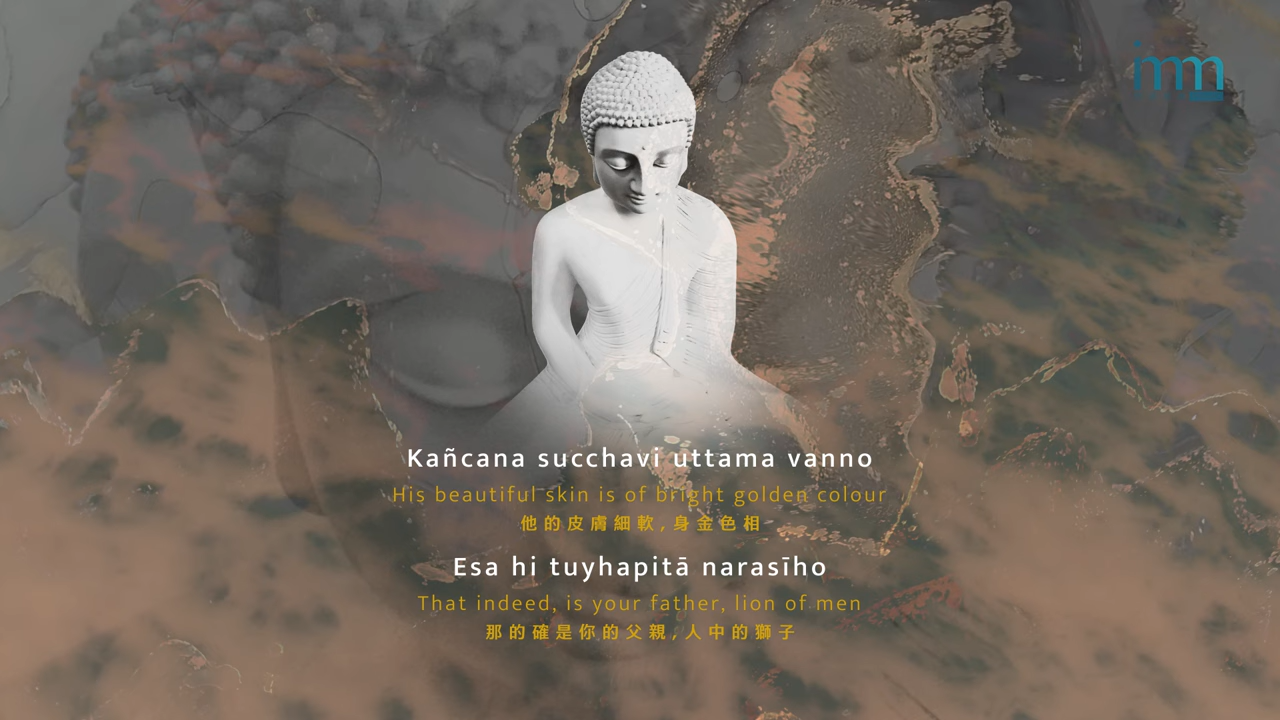 imm
Kañcana succhavi uttama vanno
His beautiful skin is of bright golden colour
他的皮膚細軟,身金色相
Esa hi tuyhapitā narasīho
That indeed, is your father, lion of men
那的確是你的父親,人中的獅子